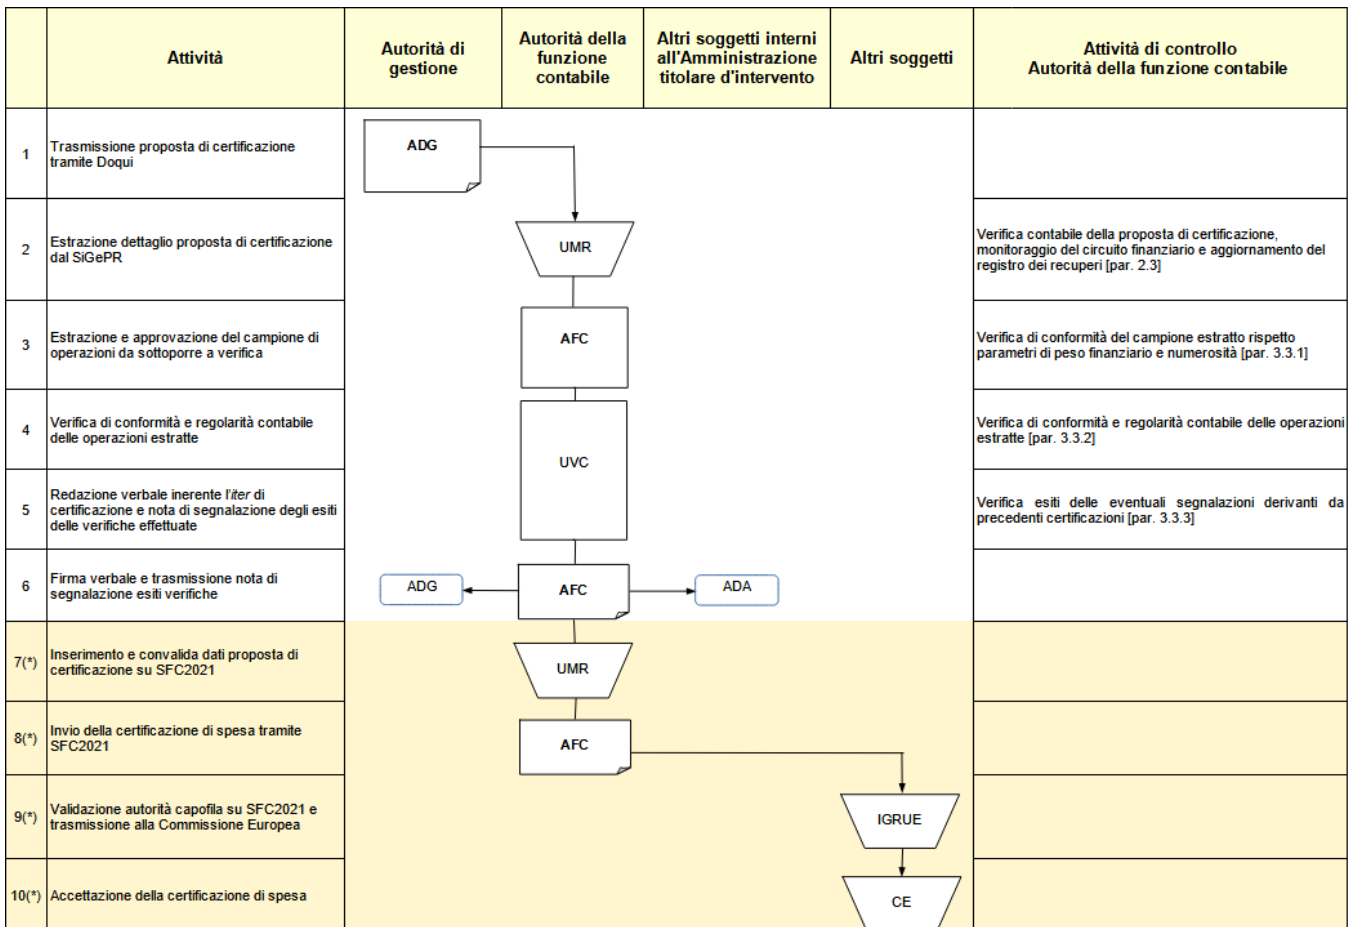 Attività
Autorità di
gestione
Autorità della
funzione
contabile
Altri soggetti interni
all'Amministrazione
titolare d'intervento
Altri soggetti
Attività di controllo
Autorità della funzione contabile
1
Trasmissione proposta di certificazione
tramite Doqui
ADG
2
Estrazione dettaglio proposta di certificazione
dal SiGePR
UMR
Verifica contabile della proposta di certificazione,
monitoraggio del circuito finanziario e aggiornamento del
registro dei recuperi [par. 2.3]
3
Estrazione e approvazione del campione di
operazioni da sottoporre a verifica
AFC
Verifica di conformità del campione estratto rispetto
parametri di peso finanziario e numerosità [par. 3.3.1]
4
Verifica di conformità e regolarità contabile
delle operazioni estratte
UVC
Verifica di conformità e regolarità contabile delle operazioni
estratte [par. 3.3.2]
5
Redazione verbale inerente l'iter di
certificazione e nota di segnalazione degli esiti
delle verifiche effettuate
Verifica esiti delle eventuali segnalazioni derivanti da
precedenti certificazioni [par. 3.3.3]
6
Firma verbale e trasmissione nota di
segnalazione esiti verifiche
ADG
AFC
ADA
7(*)
Inserimento e convalida dati proposta di
certificazione su SFC2021
UMR
8(*)
Invio della certificazione di spesa tramite
SFC2021
AFC
9(*)
Validazione autorità capofila su SFC2021 e
trasmissione alla Commissione Europea
IGRUE
10(*)
Accettazione della certificazione di spesa
CE